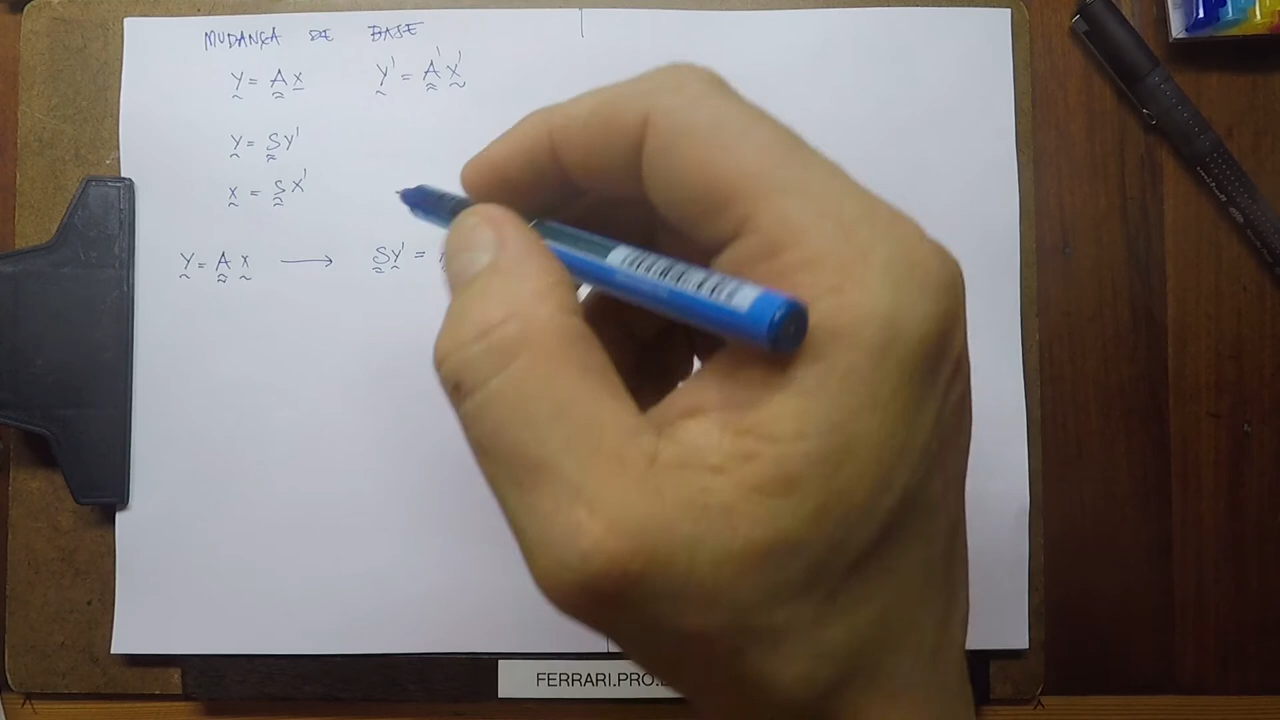 MUDANÇA DE BASE
y = A x    y' = A' x'
y = S y'
x = S x'
y = A x ⟶ S y' =
FERRARI.PRO.